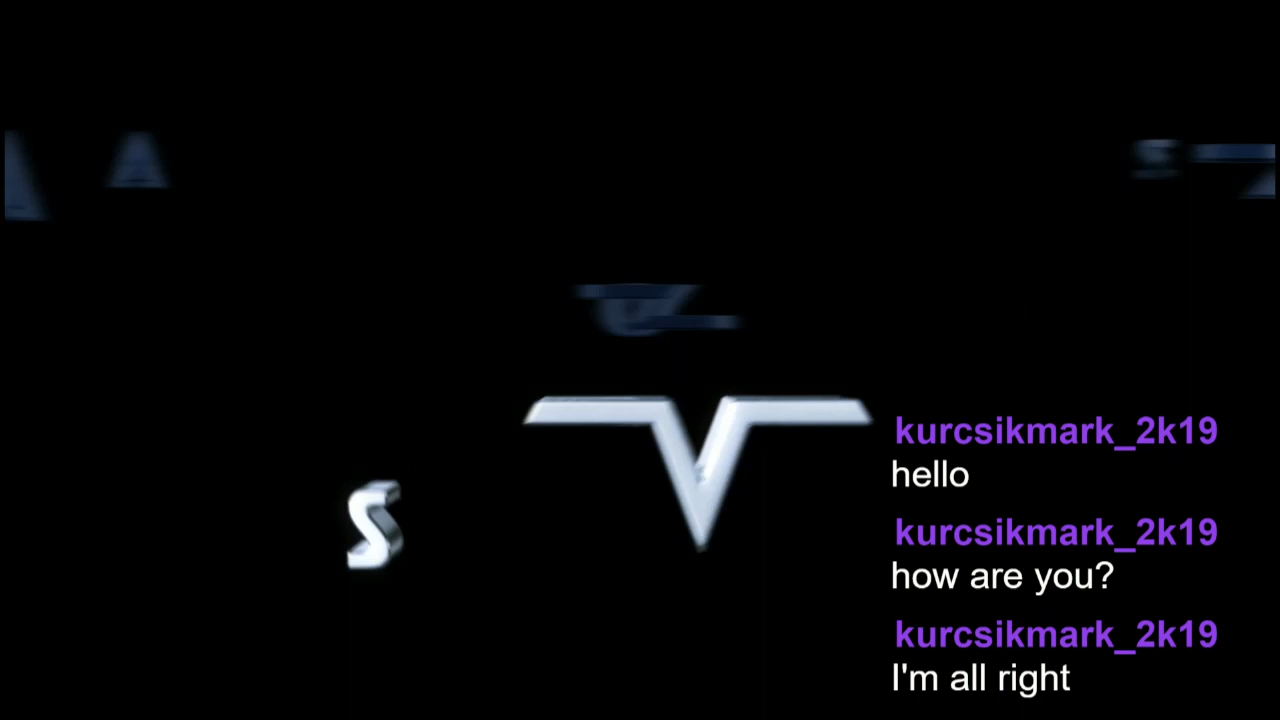 A A
S
S
V
kurcsikmark_2k19
hello
kurcsikmark_2k19
how are you?
kurcsikmark_2k19
I'm all right